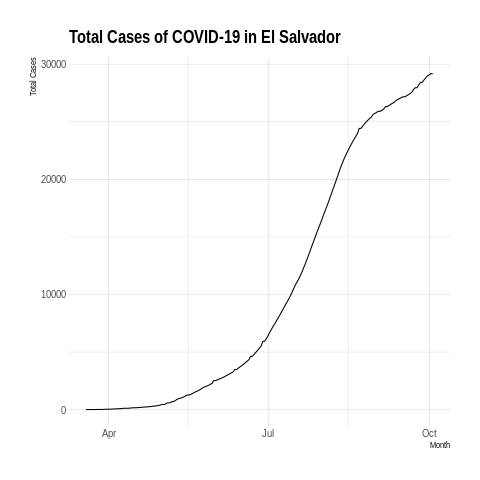 Total Cases of COVID-19 in El Salvador
Total Cases
30000
20000
10000
0
Apr
Jul
Oct
Month